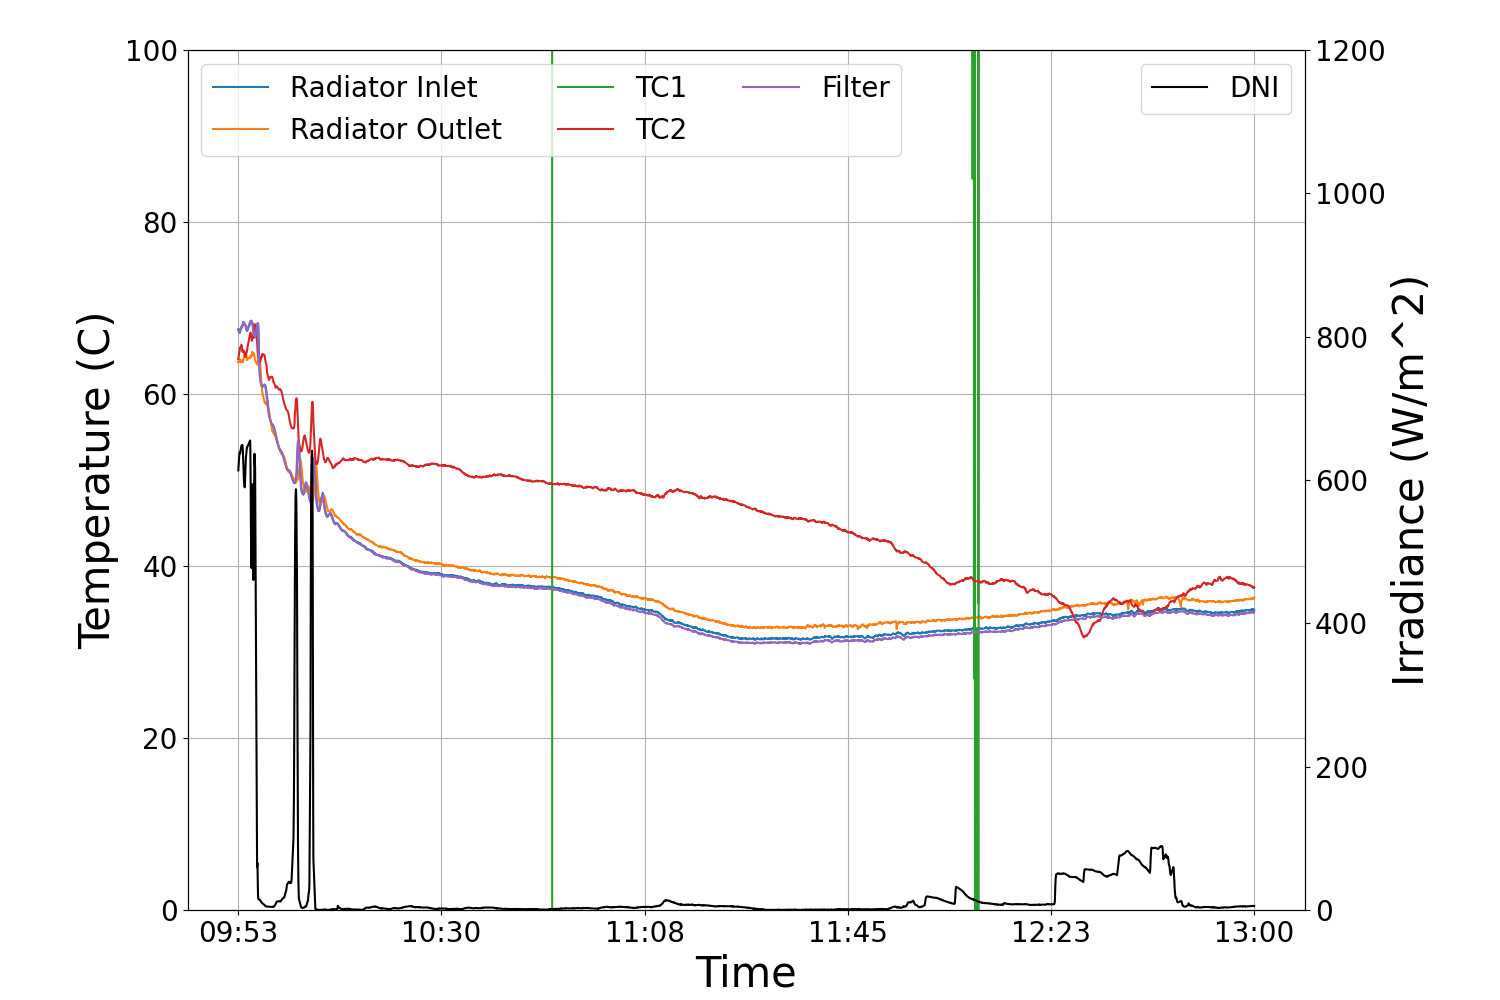 100
80
60
40
20
0
Temperature (C)
Radiator Inlet
Radiator Outlet
TC1
TC2
Filter
DNI
1200
1000
800
600
400
200
0
Irradiance (W/m^2)
09:53 10:30 11:08 11:45 12:23 13:00
Time